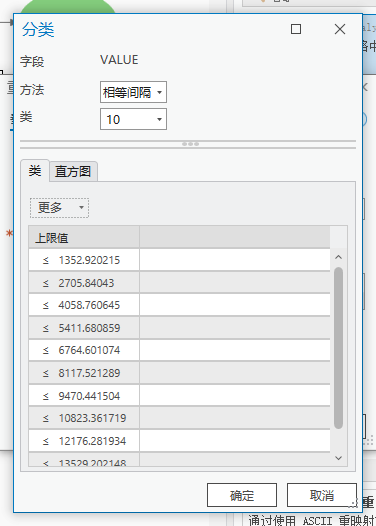 分类
字段 VALUE
方法 相等间隔
类 10
类 直方图
更多
上限值
≤ 1352.920215
≤ 2705.84043
≤ 4058.760645
≤ 5411.680859
≤ 6764.601074
≤ 8117.521289
≤ 9470.441504
≤ 10823.361719
≤ 12176.281934
≤ 13529.202148
确定 取消
重
通过使用 ASCII 重映射